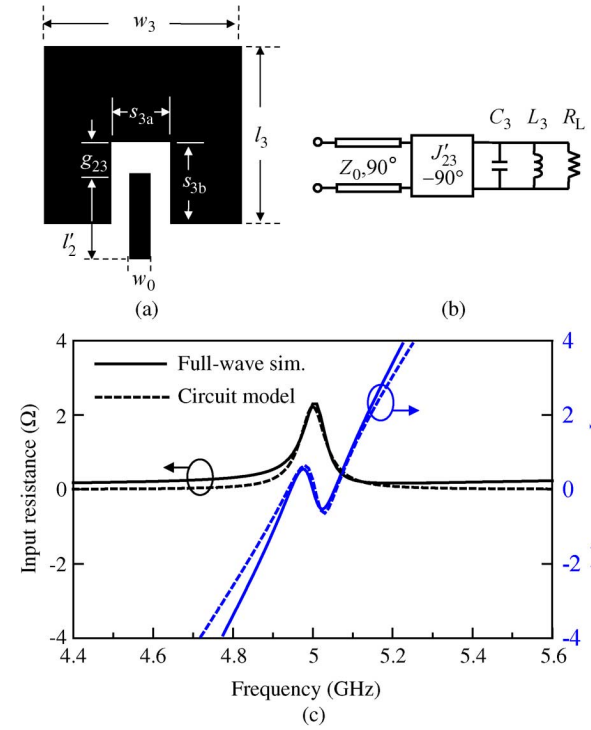 w3
s3a
g23
s3b
l3
l′2
w0
(a)
C3 L3 RL
Z0,90°
J′23
−90°
(b)
4 4
Full-wave sim.
Circuit model
2 2
0 0
-2 -2
-4 -4
Input resistance (Ω)
4.4 4.6 4.8 5 5.2 5.4 5.6
Frequency (GHz)
(c)